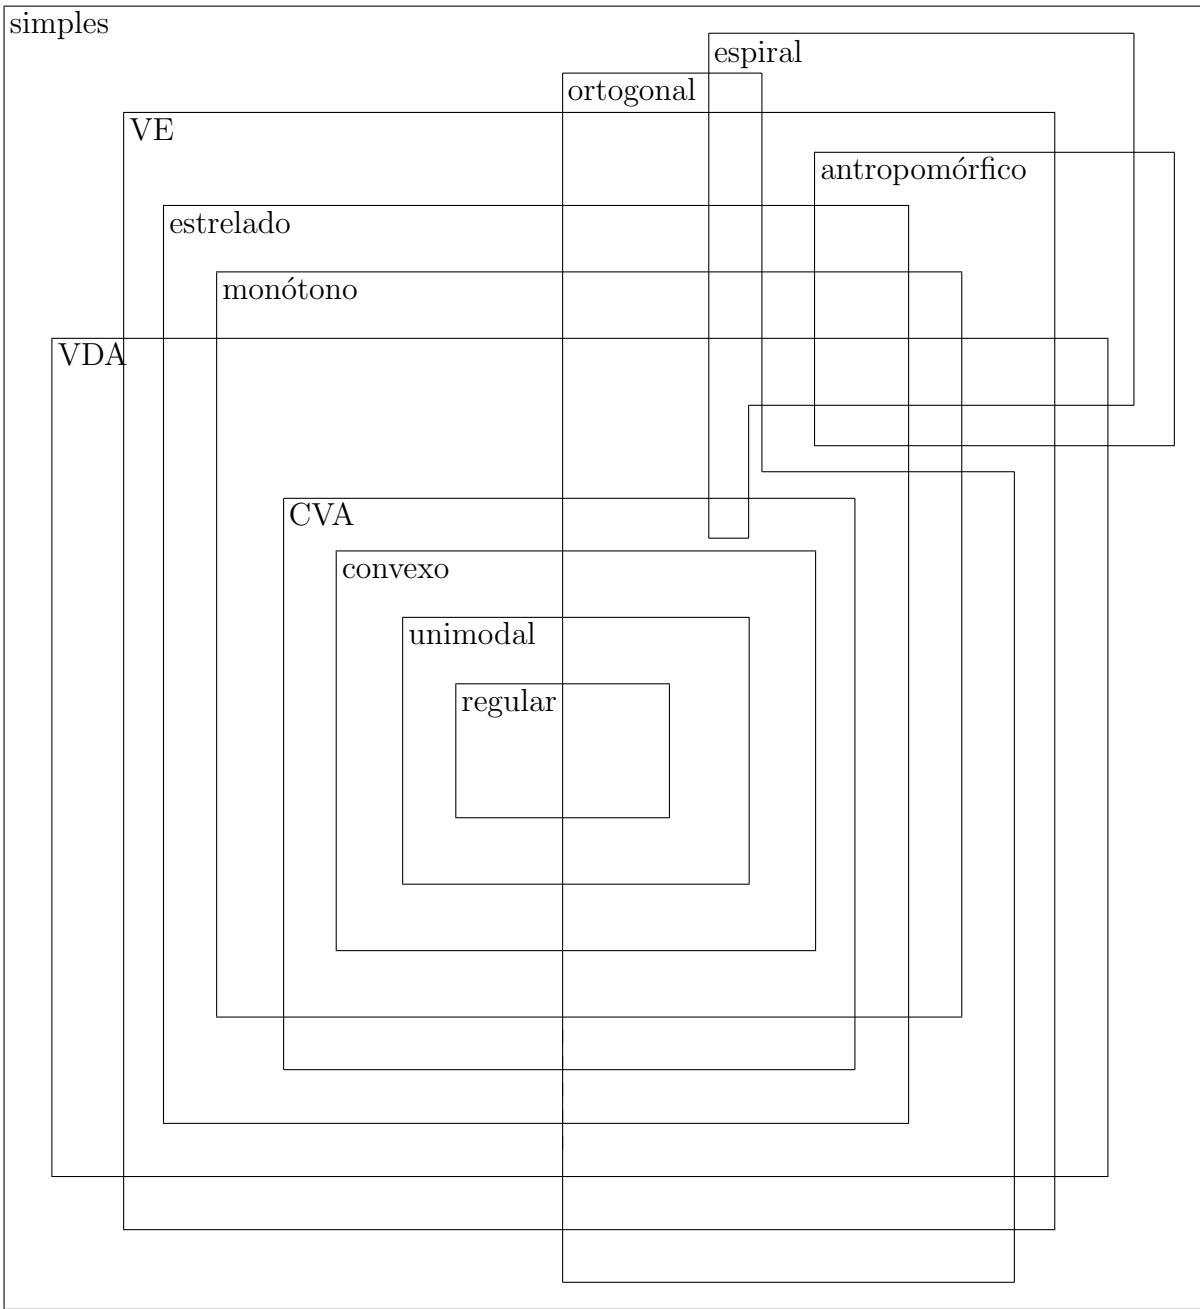 simples
espiral
ortogonal
VE
antropomórfico
estrelado
monótono
VDA
CVA
convexo
unimodal
regular